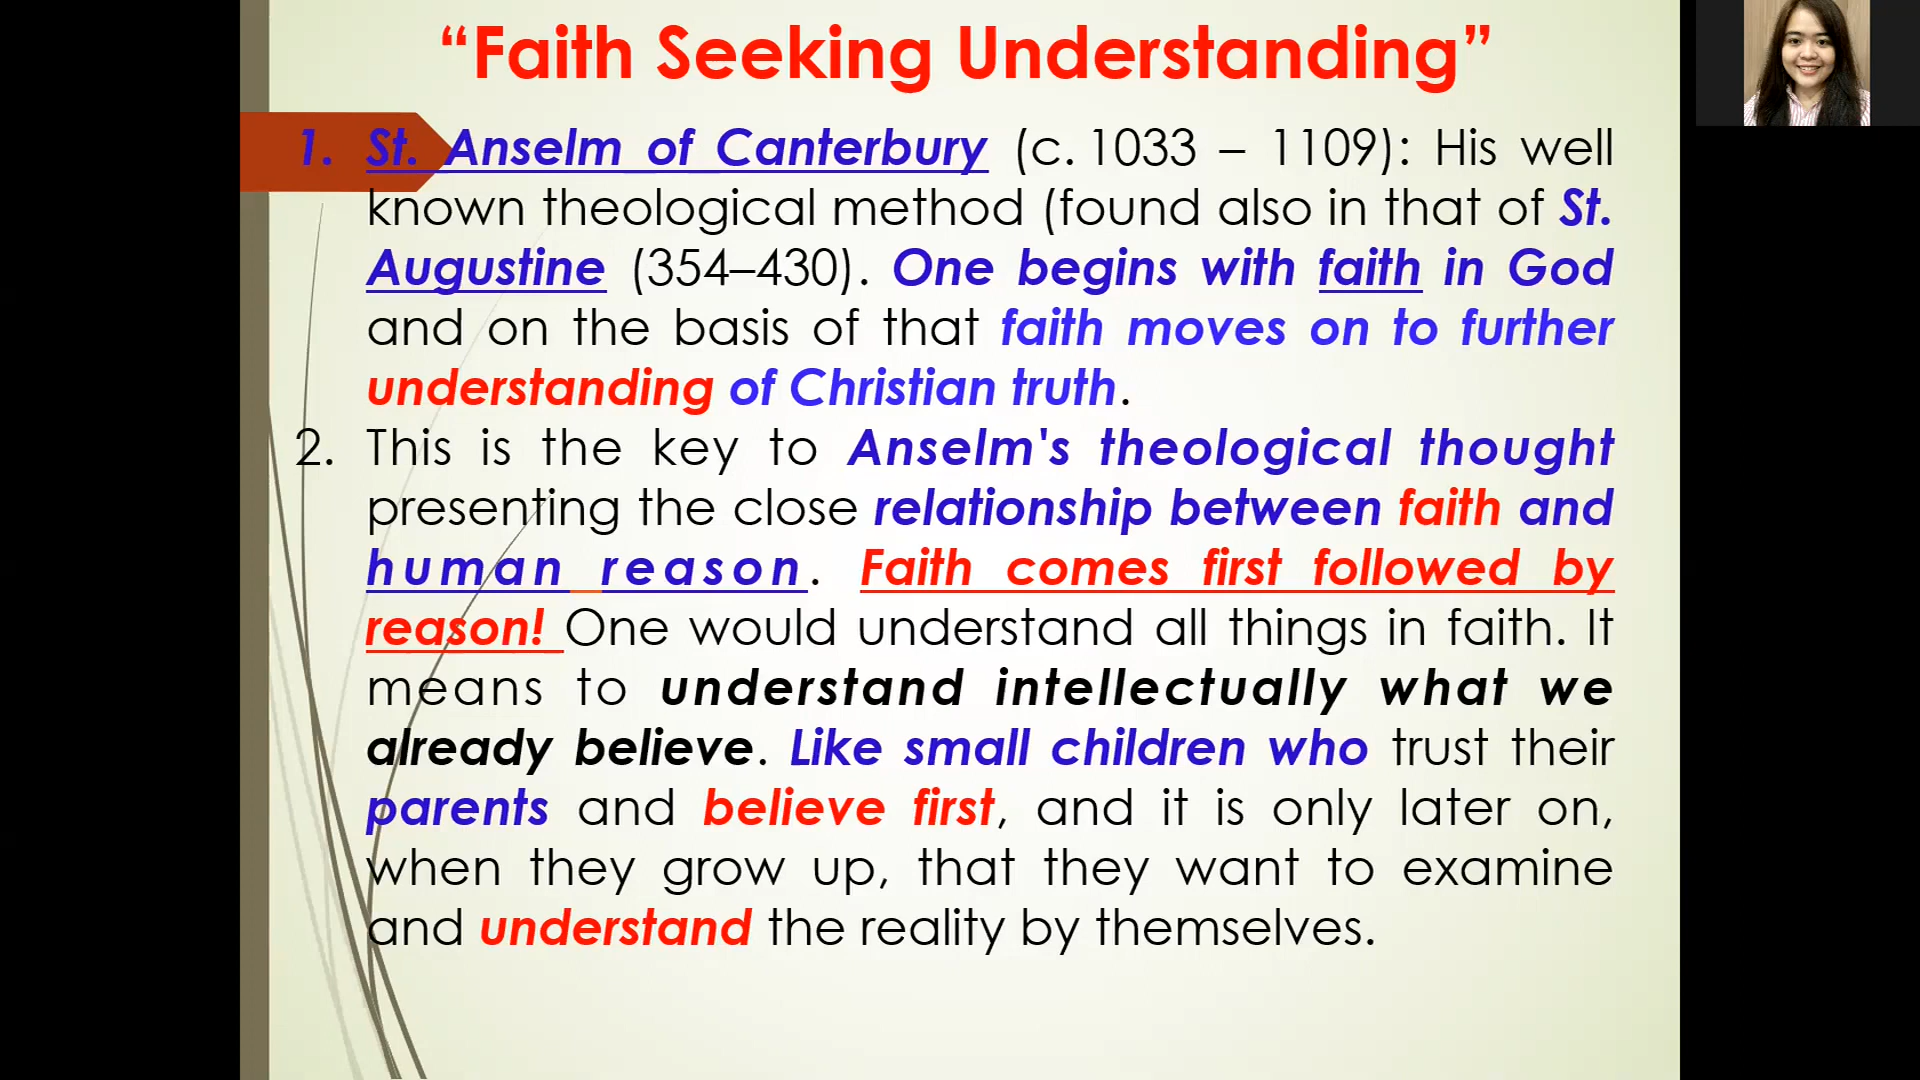 “Faith Seeking Understanding”
1. St. Anselm of Canterbury (c. 1033 – 1109): His well
known theological method (found also in that of St.
Augustine (354–430). One begins with faith in God
and on the basis of that faith moves on to further
understanding of Christian truth.
2. This is the key to Anselm's theological thought
presenting the close relationship between faith and
human reason. Faith comes first followed by
reason! One would understand all things in faith. It
means to understand intellectually what we
already believe. Like small children who trust their
parents and believe first, and it is only later on,
when they grow up, that they want to examine
and understand the reality by themselves.